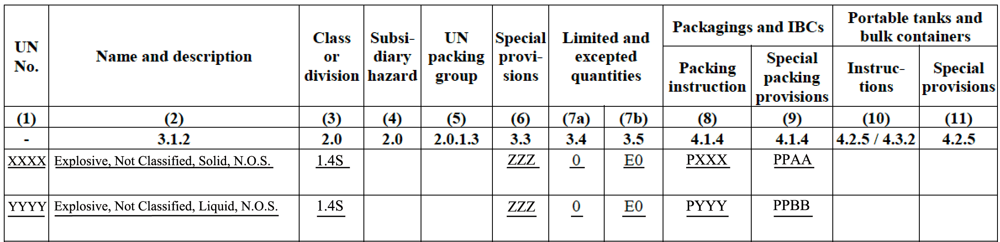 UN No. | Name and description | Class or division | Subsi-diary hazard | UN packing group | Special provi-sions | Limited and excepted quantities | Packagings and IBCs | Portable tanks and bulk containers
Packing instruction | Special packing provisions | Instruc-tions | Special provisions
(1) | (2) | (3) | (4) | (5) | (6) | (7a) | (7b) | (8) | (9) | (10) | (11)
- | 3.1.2 | 2.0 | 2.0 | 2.0.1.3 | 3.3 | 3.4 | 3.5 | 4.1.4 | 4.1.4 | 4.2.5 / 4.3.2 | 4.2.5
XXXX | Explosive, Not Classified, Solid, N.O.S. | 1.4S | ZZZ | 0 | E0 | PXXX | PPAA
YYYY | Explosive, Not Classified, Liquid, N.O.S. | 1.4S | ZZZ | 0 | E0 | PYYY | PPBB